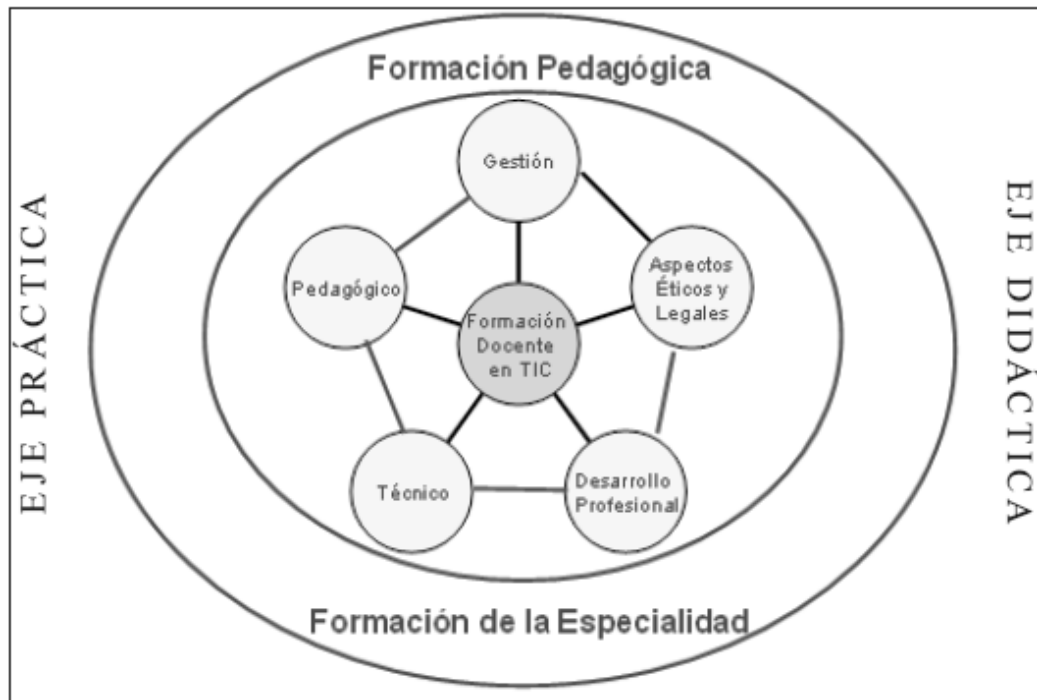 Formación Pedagógica
Gestión
EJE PRÁCTICA
Pedagógico
Aspectos
Éticos y
Legales
EJE DIDÁCTICA
Formación
Docente
en TIC
Técnico
Desarrollo
Profesional
Formación de la Especialidad